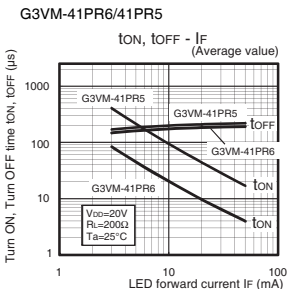 G3VM-41PR6/41PR5
tON, tOFF - IF
(Average value)
Turn ON, Turn OFF time tON, tOFF (μs)
1000
100
10
1
G3VM-41PR5
G3VM-41PR5
tOFF
G3VM-41PR6
G3VM-41PR6
tON
tON
VDD=20V
RL=200Ω
Ta=25°C
1
10
100
LED forward current IF (mA)